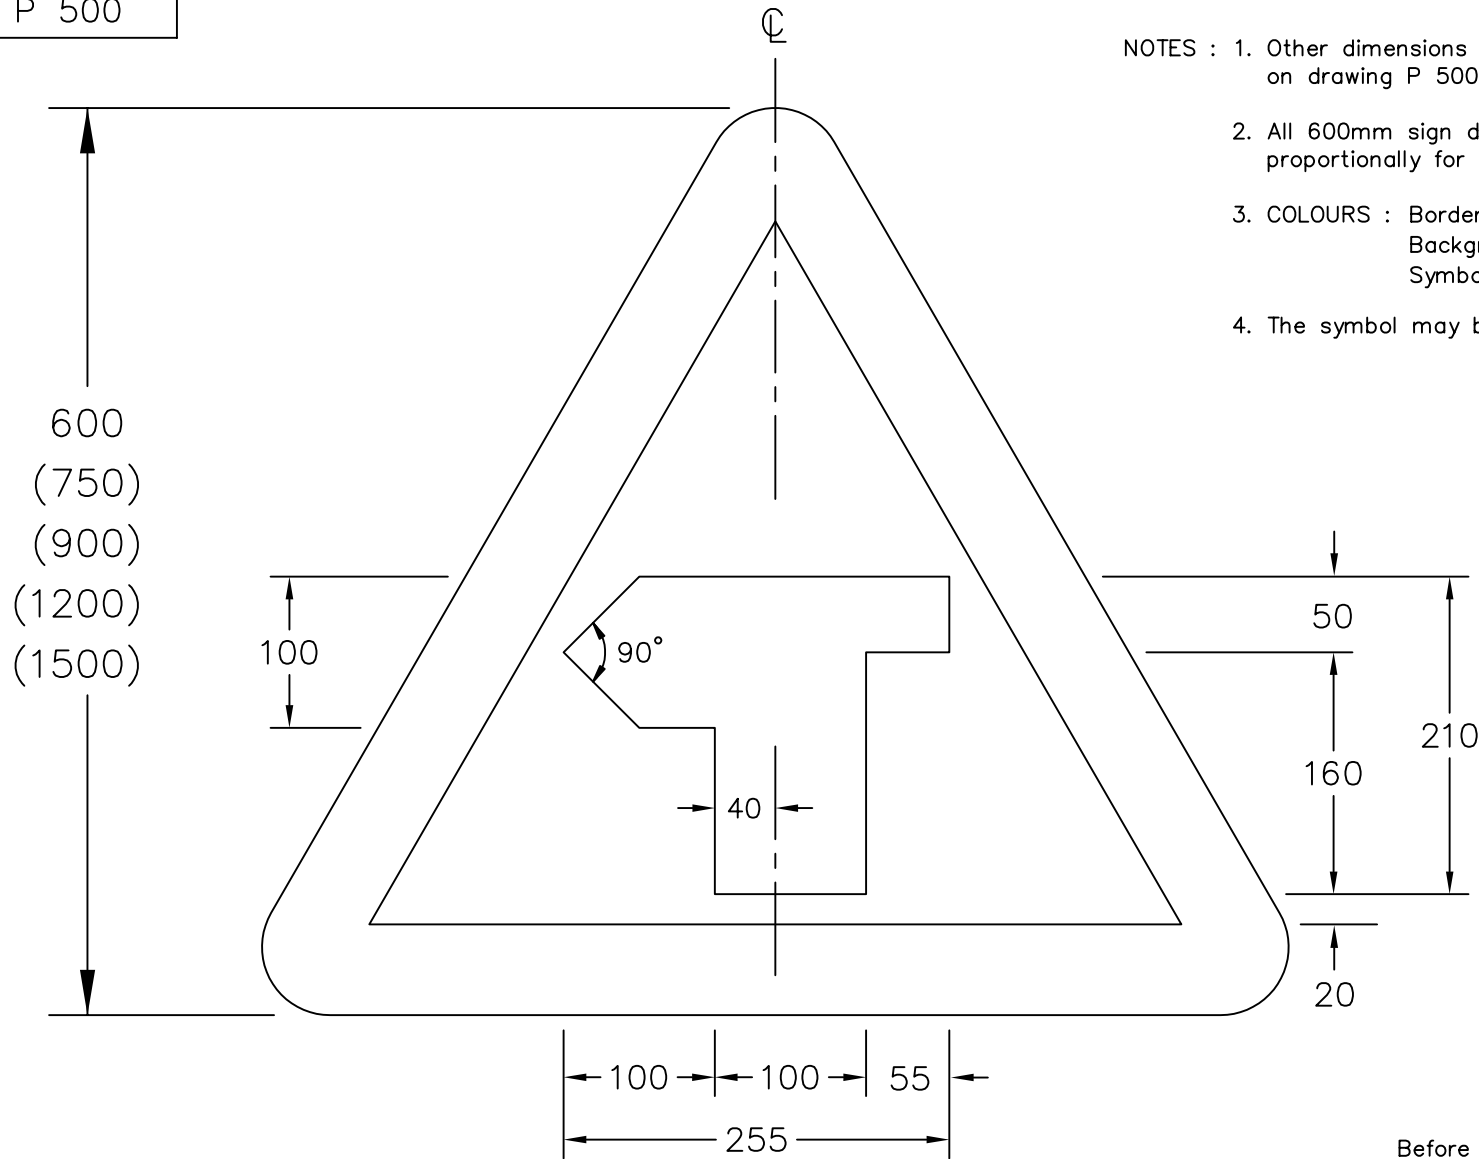 P 500
℄
NOTES : 1. Other dimensions
on drawing P 500
2. All 600mm sign
proportionally for
3. COLOURS : Border
4. The symbol may
600
(750)
(900)
(1200)
(1500)
100
90°
40
50
160
210
20
100
100
55
255
Before